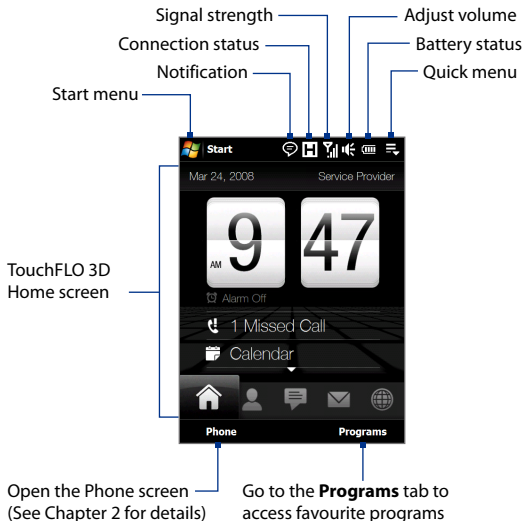 Signal strength
Adjust volume
Connection status
Battery status
Notification
Quick menu
Start menu
Start
H
Mar 24, 2008
Service Provider
AM
9
47
Alarm Off
TouchFLO 3D
Home screen
1 Missed Call
Calendar
Phone
Programs
Open the Phone screen
(See Chapter 2 for details)
Go to the Programs tab to
access favourite programs